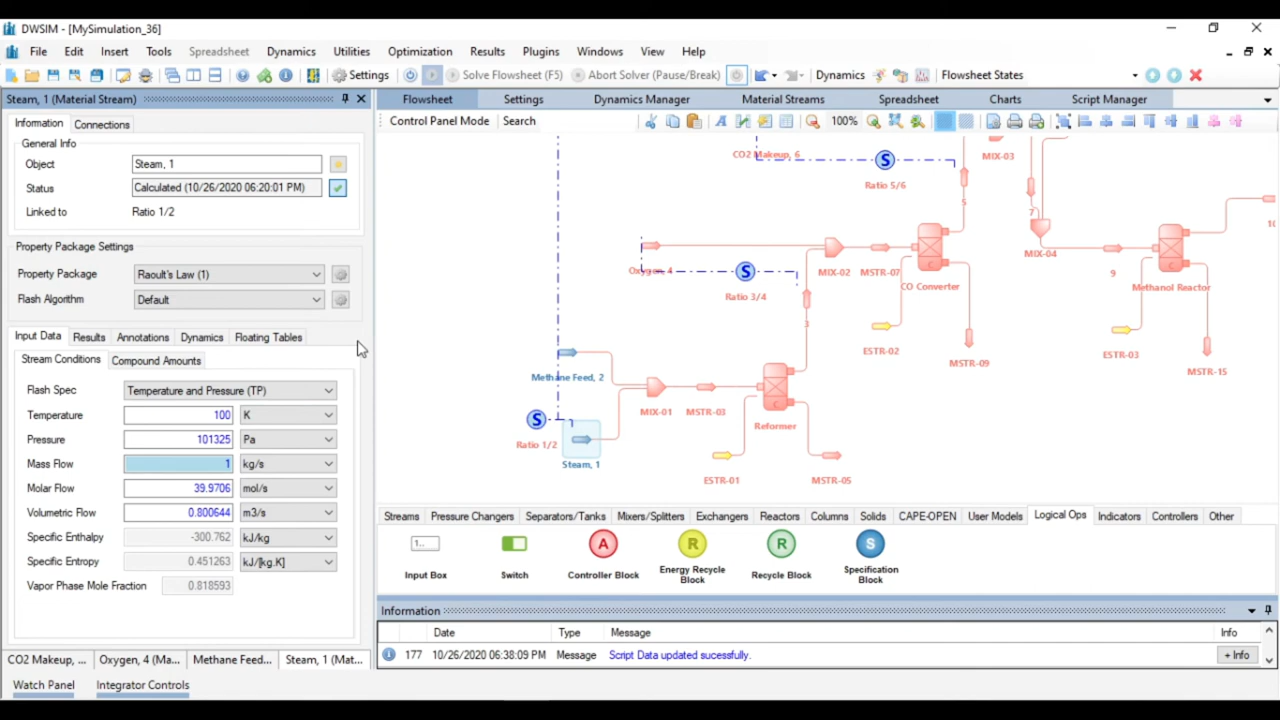 DWSIM - [MySimulation_36]
File Edit Insert Tools Spreadsheet Dynamics Utilities Optimization Results Plugins Windows View Help
Settings Solve Flowsheet (F5) Abort Solver (Pause/Break) Dynamics Flowsheet States
Steam, 1 (Material Stream)
Information Connections
General Info
Object Steam, 1
Status Calculated (10/26/2020 06:20:01 PM)
Linked to Ratio 1/2
Property Package Settings
Property Package Raoult's Law (1)
Flash Algorithm Default
Input Data Results Annotations Dynamics Floating Tables
Stream Conditions Compound Amounts
Flash Spec Temperature and Pressure (TP)
Temperature 100 K
Pressure 101325 Pa
Mass Flow 1 kg/s
Molar Flow 39.9706 mol/s
Volumetric Flow 0.800644 m3/s
Specific Enthalpy -300.762 kJ/kg
Specific Entropy 0.451263 kJ/[kg.K]
Vapor Phase Mole Fraction 0.818593
CO2 Makeup, ... Oxygen, 4 (Ma... Methane Feed... Steam, 1 (Mat...
Watch Panel Integrator Controls
Flowsheet Settings Dynamics Manager Material Streams Spreadsheet Charts Script Manager
Control Panel Mode Search 100%
CO2 Makeup, 6
S
Ratio 5/6
MIX-03
5
7
MIX-04
Oxygen, 4
S
Ratio 3/4
MIX-02
MSTR-07
CO Converter
9
Methanol Reactor
10
3
ESTR-02
MSTR-09
ESTR-03
MSTR-15
Methane Feed, 2
MIX-01
MSTR-03
C
Reformer
S
Ratio 1/2
Steam, 1
ESTR-01
MSTR-05
Streams Pressure Changers Separators/Tanks Mixers/Splitters Exchangers Reactors Columns Solids CAPE-OPEN User Models Logical Ops Indicators Controllers Other
1.. A R R S
Input Box Switch Controller Block Energy Recycle Block Recycle Block Specification Block
Information
Date Type Message Info
177 10/26/2020 06:38:09 PM Message Script Data updated sucessfully. + Info